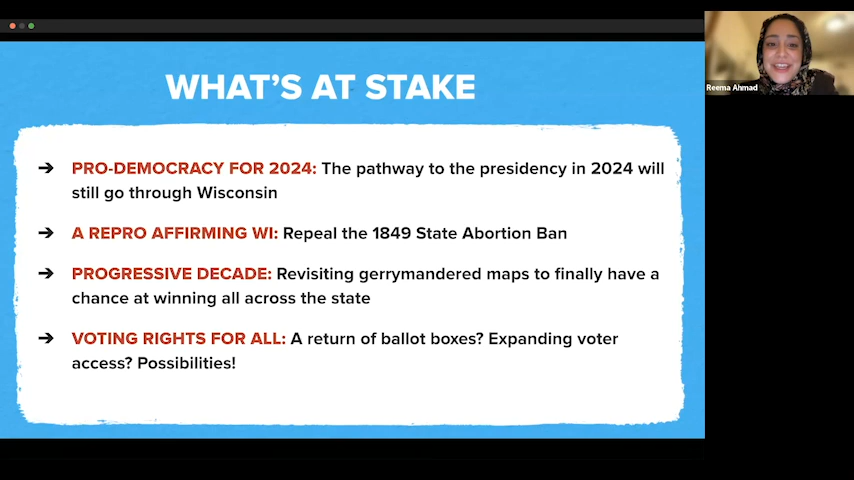 WHAT'S AT STAKE
Reema Ahmad
➔ PRO-DEMOCRACY FOR 2024: The pathway to the presidency in 2024 will
still go through Wisconsin
➔ A REPRO AFFIRMING WI: Repeal the 1849 State Abortion Ban
➔ PROGRESSIVE DECADE: Revisiting gerrymandered maps to finally have a
chance at winning all across the state
➔ VOTING RIGHTS FOR ALL: A return of ballot boxes? Expanding voter
access? Possibilities!